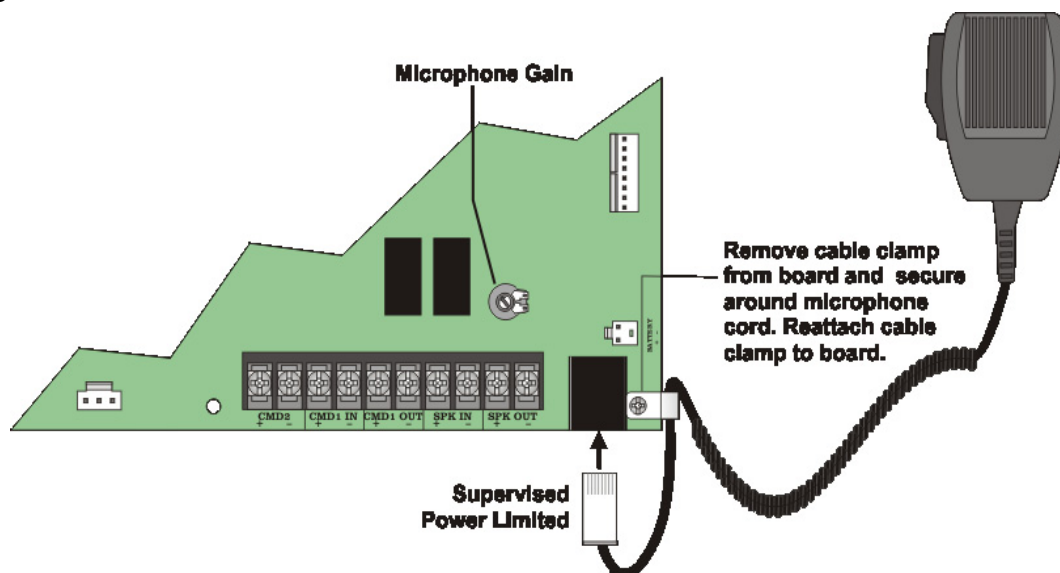 Microphone Gain
Remove cable clamp
from board and secure
around microphone
cord. Reattach cable
clamp to board.
BATTERY
+ -
CMD2 CMD1 IN CMD1 OUT SPK IN SPK OUT
+ - + - + - + - + -
Supervised
Power Limited